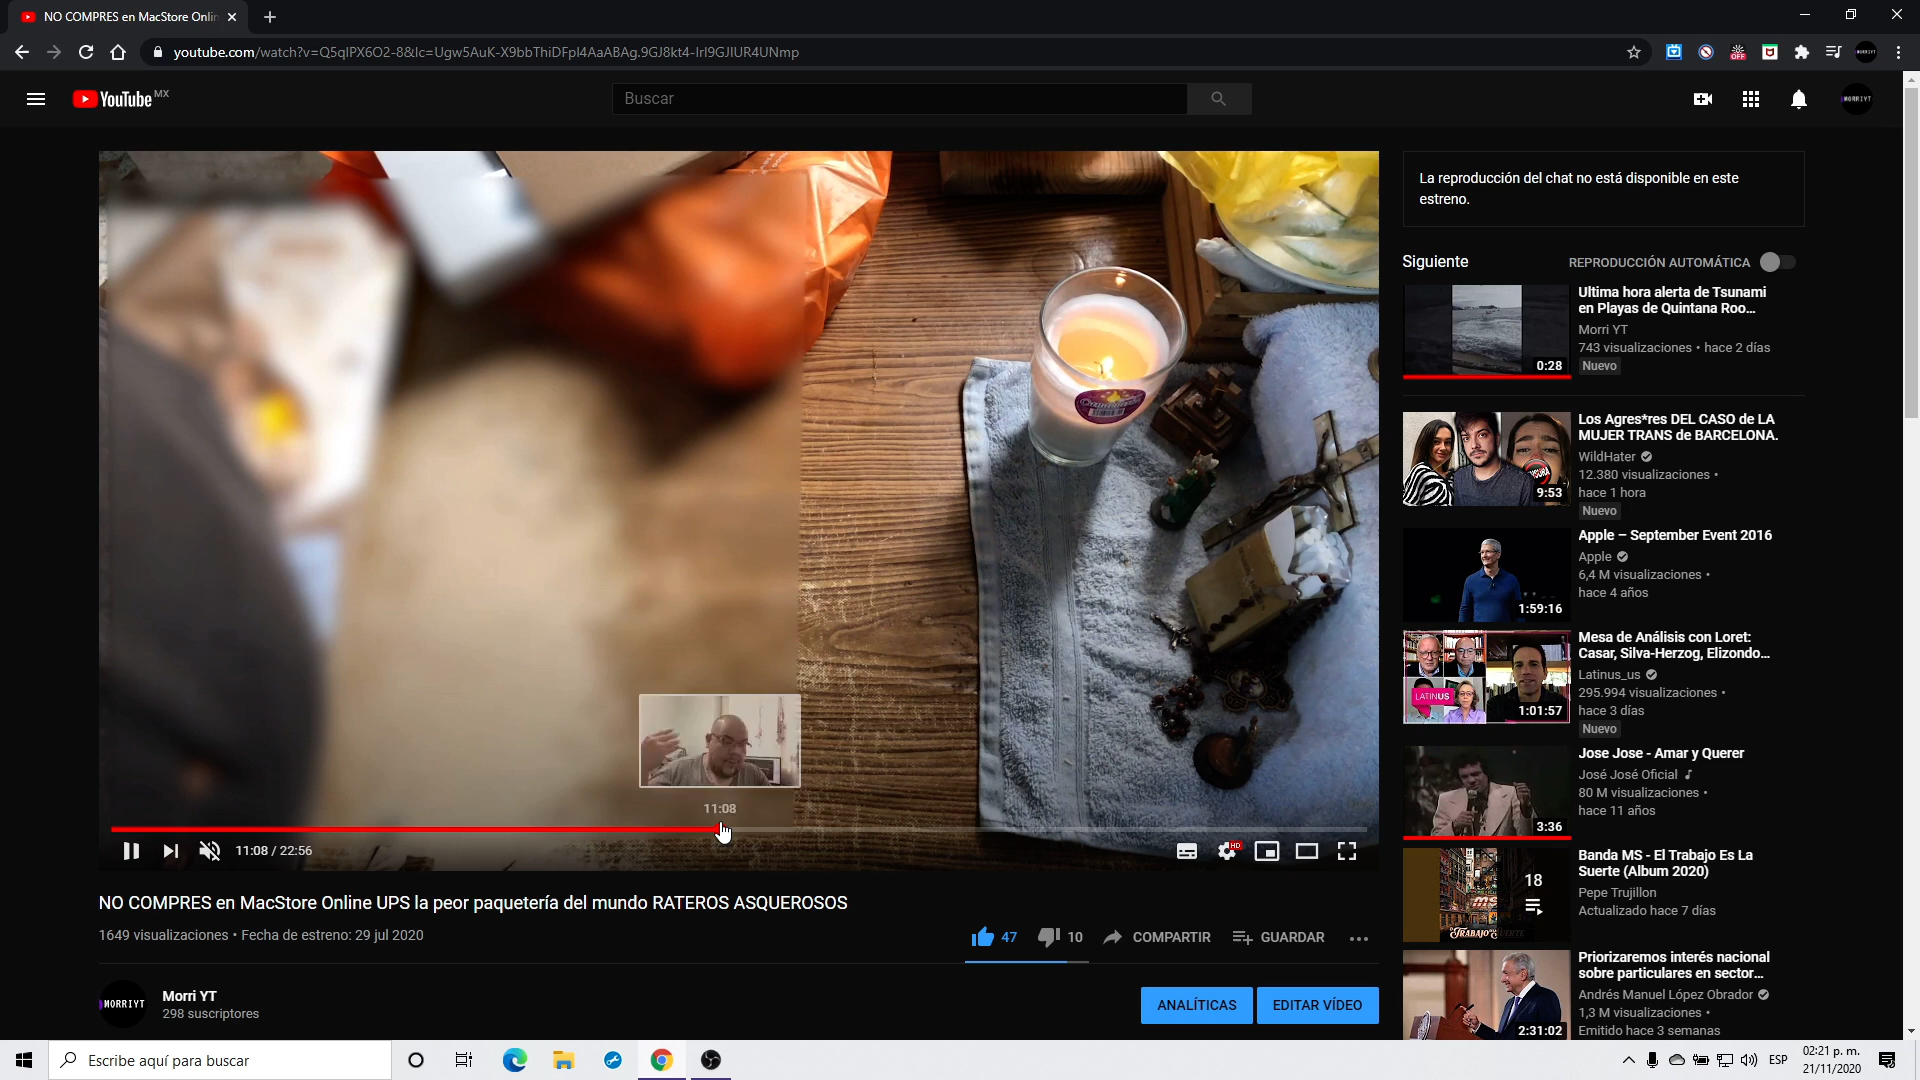 NO COMPRES en MacStore Onlin
youtube.com/watch?v=Q5qlPX6O2-8&lc=Ugw5AuK-X9bbThiDFpl4AaABAg.9GJ8kt4-Irl9GJIUR4UNmp
OFF
YouTube MX
Buscar
MORRIYT
La reproducción del chat no está disponible en este
estreno.
Siguiente
REPRODUCCIÓN AUTOMÁTICA
Ultima hora alerta de Tsunami
en Playas de Quintana Roo...
Morri YT
743 visualizaciones • hace 2 días
Nuevo
0:28
Los Agres*res DEL CASO de LA
MUJER TRANS de BARCELONA.
WildHater
12.380 visualizaciones •
hace 1 hora
Nuevo
9:53
Apple – September Event 2016
Apple
6,4 M visualizaciones •
hace 4 años
1:59:16
Mesa de Análisis con Loret:
Casar, Silva-Herzog, Elizondo...
Latinus_us
295.994 visualizaciones •
hace 3 días
Nuevo
LATINUS
1:01:57
Jose Jose - Amar y Querer
José José Oficial
80 M visualizaciones •
hace 11 años
3:36
Banda MS - El Trabajo Es La
Suerte (Album 2020)
Pepe Trujillon
Actualizado hace 7 días
18
Priorizaremos interés nacional
sobre particulares en sector...
Andrés Manuel López Obrador
1,3 M visualizaciones •
Emitido hace 3 semanas
2:31:02
11:08
11:08 / 22:56
HD
NO COMPRES en MacStore Online UPS la peor paquetería del mundo RATEROS ASQUEROSOS
1649 visualizaciones • Fecha de estreno: 29 jul 2020
47
10
COMPARTIR
GUARDAR
MORRIYT
Morri YT
298 suscriptores
ANALÍTICAS
EDITAR VÍDEO
Escribe aquí para buscar
ESP
02:21 p. m.
21/11/2020